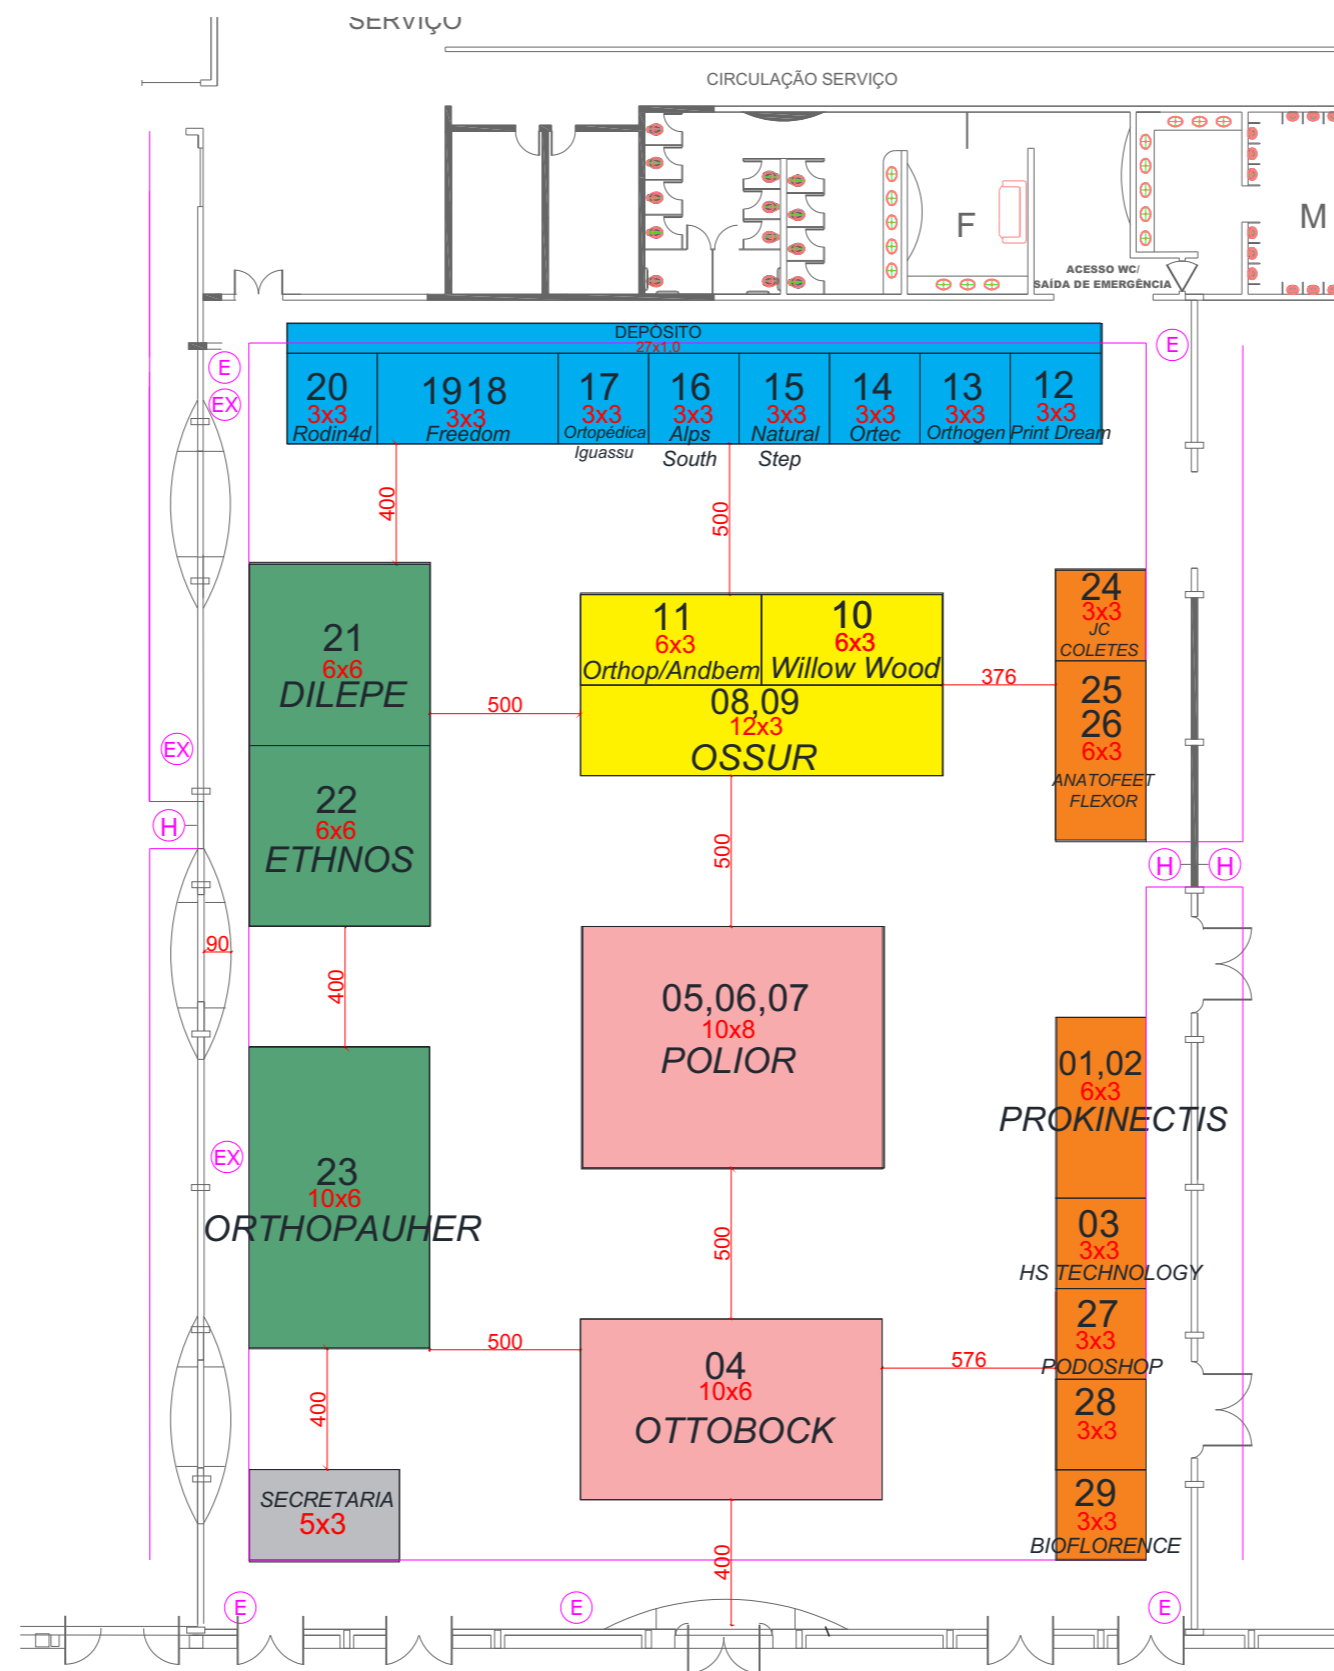 SERVIÇO
CIRCULAÇÃO SERVIÇO
F
M
ACESSO WC/
SAÍDA DE EMERGÊNCIA
DEPÓSITO
27x1.0
E
E
EX
20
3x3
Rodin4d
1918
3x3
Freedom
17
3x3
Ortopédica
Iguassu
16
3x3
Alps
South
15
3x3
Natural
Step
14
3x3
Ortec
13
3x3
Orthogen
12
3x3
Print Dream
400
500
21
6x6
DILEPE
11
6x3
Orthop/Andbem
10
6x3
Willow Wood
24
3x3
JC
COLETES
500
376
08,09
12x3
OSSUR
25
26
6x3
ANATOFEET
FLEXOR
EX
22
6x6
ETHNOS
H
500
H
H
90
400
05,06,07
10x8
POLIOR
01,02
6x3
PROKINECTIS
EX
23
10x6
ORTHOPAUHER
500
03
3x3
HS TECHNOLOGY
500
04
10x6
OTTOBOCK
576
27
3x3
PODOSHOP
400
28
3x3
SECRETARIA
5x3
29
3x3
BIOFLORENCE
400
E
E
E